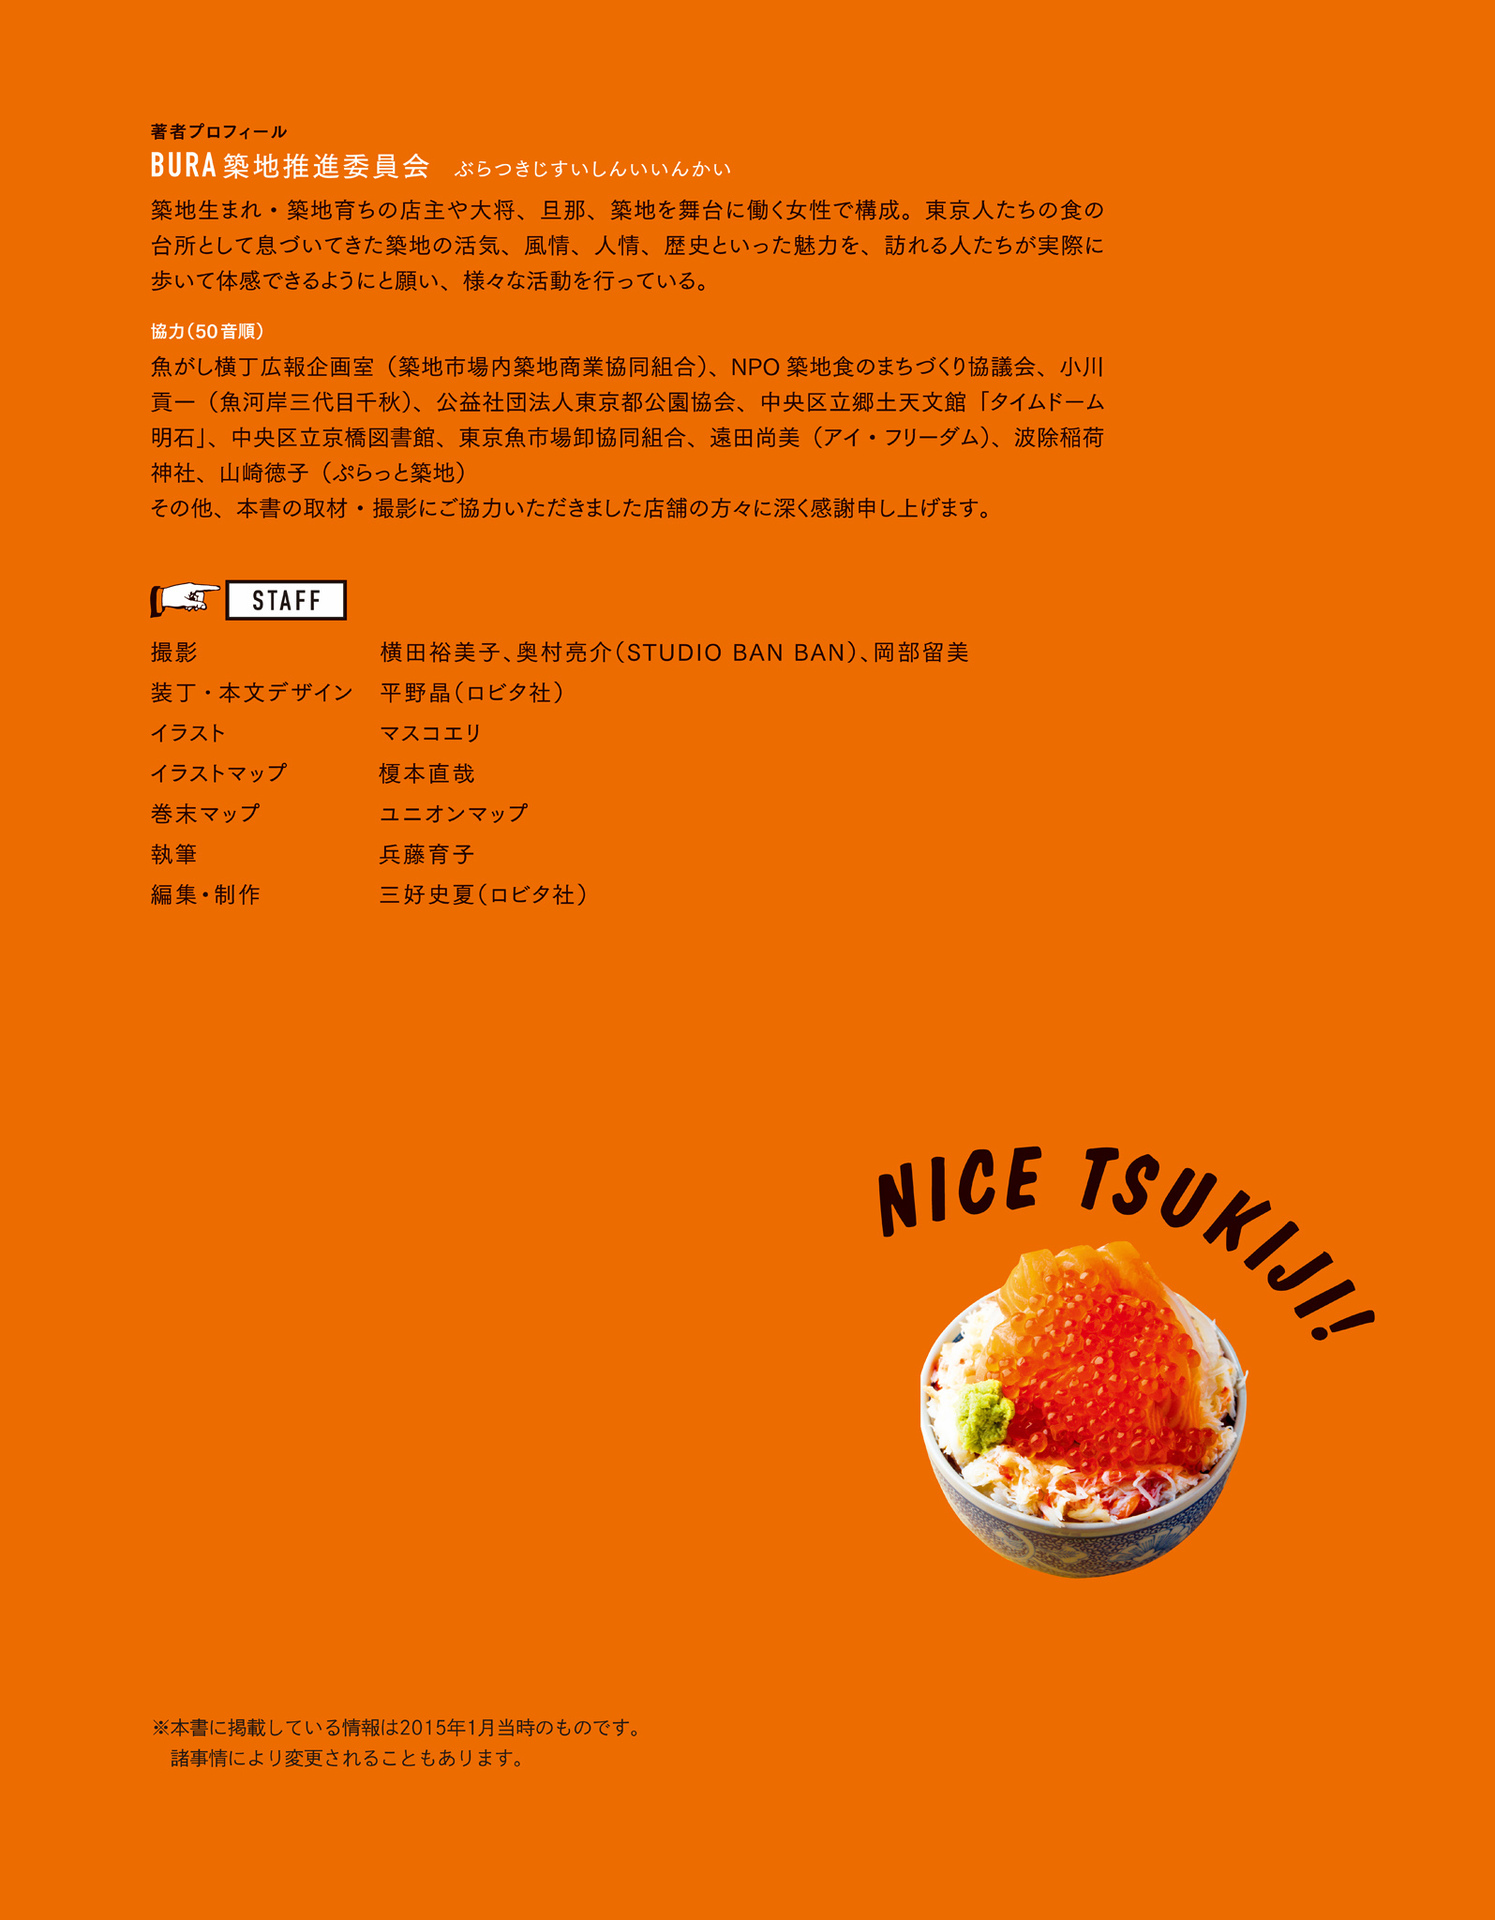 著者プロフィール
BURA築地推進委員会　ぶらつきじすいしんいいんかい
築地生まれ・築地育ちの店主や大将、旦那、築地を舞台に働く女性で構成。東京人たちの食の
台所として息づいてきた築地の活気、風情、人情、歴史といった魅力を、訪れる人たちが実際に
歩いて体感できるようにと願い、様々な活動を行っている。
協力（50音順）
魚がし横丁広報企画室（築地市場内築地商業協同組合）、NPO 築地食のまちづくり協議会、小川
貢一（魚河岸三代目千秋）、公益社団法人東京都公園協会、中央区立郷土天文館「タイムドーム
明石」、中央区立京橋図書館、東京魚市場卸協同組合、遠田尚美（アイ・フリーダム）、波除稲荷
神社、山崎徳子（ぷらっと築地）
その他、本書の取材・撮影にご協力いただきました店舗の方々に深く感謝申し上げます。
STAFF
撮影　横田裕美子、奥村亮介（STUDIO BAN BAN）、岡部留美
装丁・本文デザイン　平野晶（ロビタ社）
イラスト　マスコエリ
イラストマップ　榎本直哉
巻末マップ　ユニオンマップ
執筆　兵藤育子
編集・制作　三好史夏（ロビタ社）
NICE TSUKIJI!!
※本書に掲載している情報は2015年1月当時のものです。
諸事情により変更されることもあります。